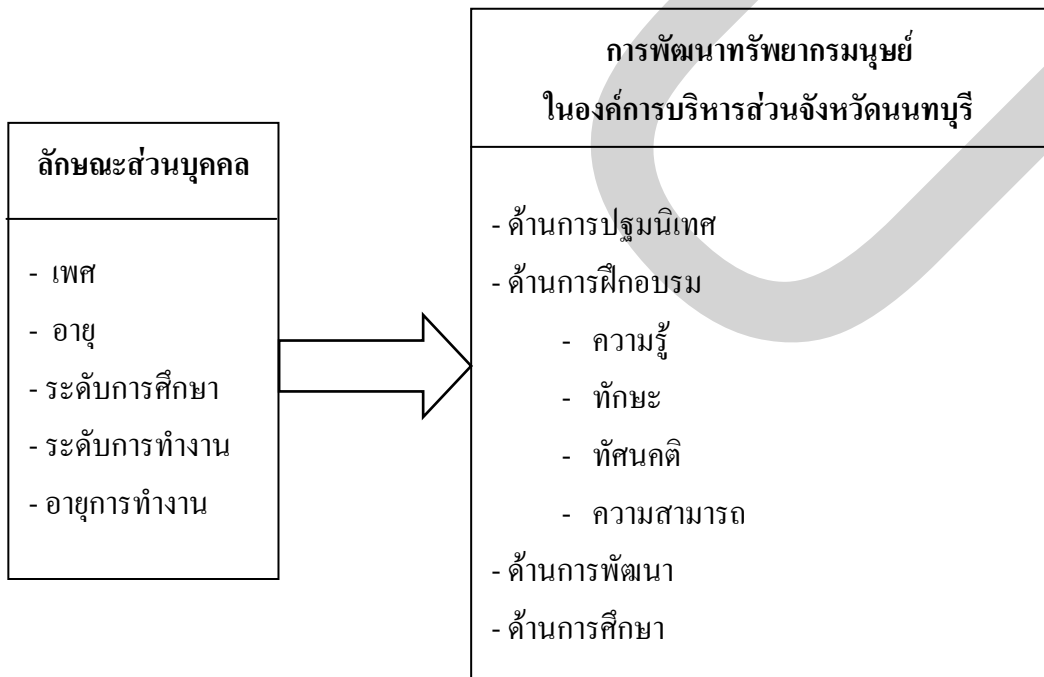 ลักษณะส่วนบุคคล
- เพศ
- อายุ
- ระดับการศึกษา
- ระดับการทำงาน
- อายุการทำงาน
การพัฒนาทรัพยากรมนุษย์
ในองค์การบริหารส่วนจังหวัดนนทบุรี
- ด้านการปฐมนิเทศ
- ด้านการฝึกอบรม
- ความรู้
- ทักษะ
- ทัศนคติ
- ความสามารถ
- ด้านการพัฒนา
- ด้านการศึกษา